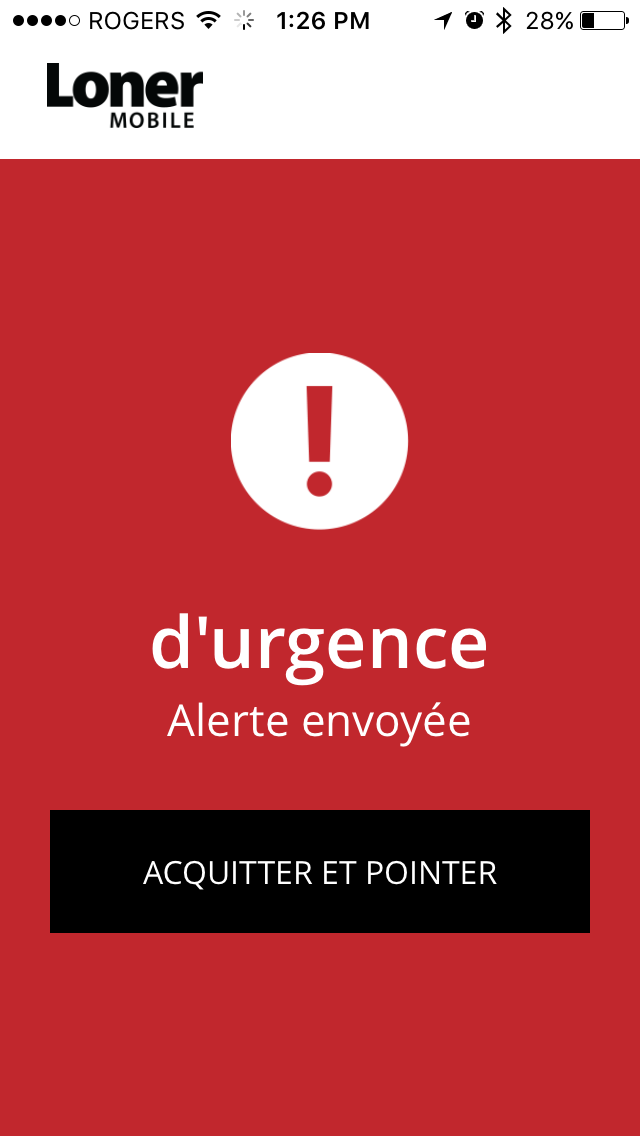 ROGERS 1:26 PM 28%
Loner
MOBILE
!
d'urgence
Alerte envoyée
ACQUITTER ET POINTER